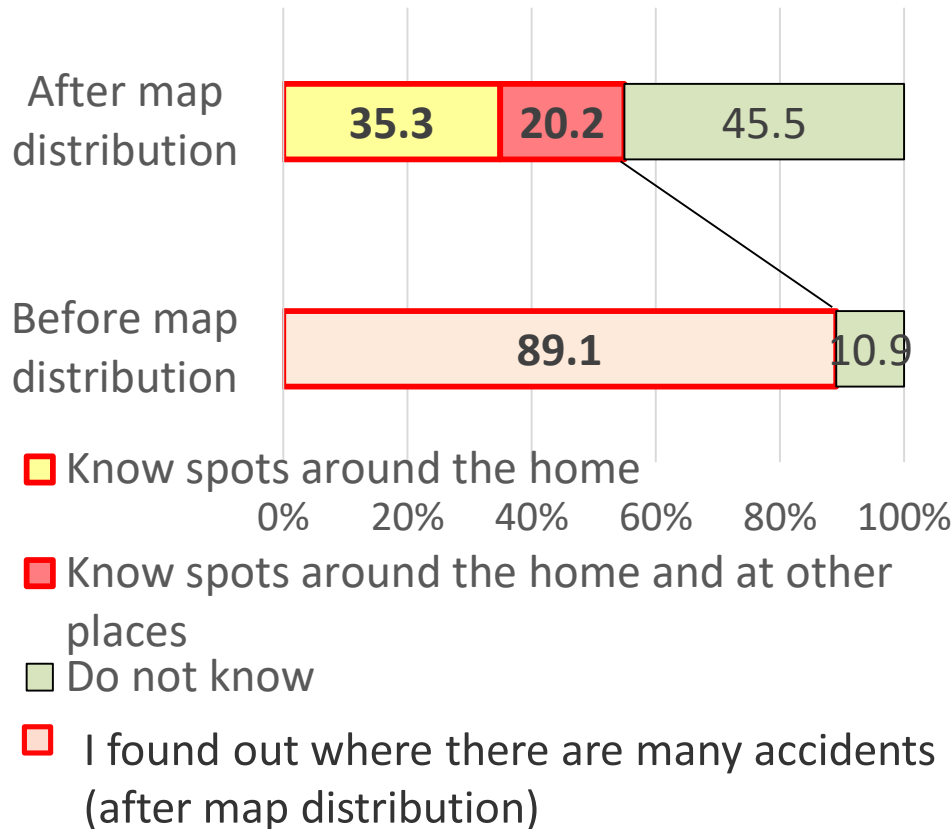 After map
distribution
35.3 20.2 45.5
Before map
distribution
89.1 10.9
Know spots around the home
0% 20% 40% 60% 80% 100%
Know spots around the home and at other
places
Do not know
I found out where there are many accidents
(after map distribution)